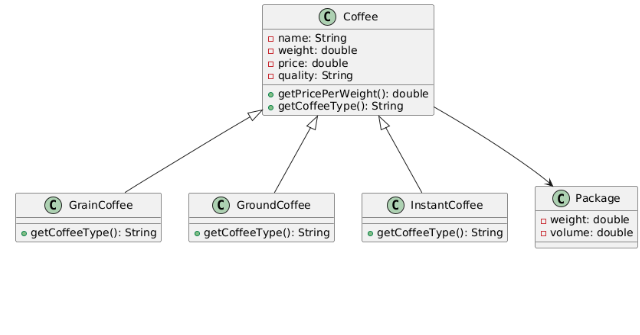 C Coffee
name: String
weight: double
price: double
quality: String
getPricePerWeight(): double
getCoffeeType(): String
C GrainCoffee
getCoffeeType(): String
C GroundCoffee
getCoffeeType(): String
C InstantCoffee
getCoffeeType(): String
C Package
weight: double
volume: double